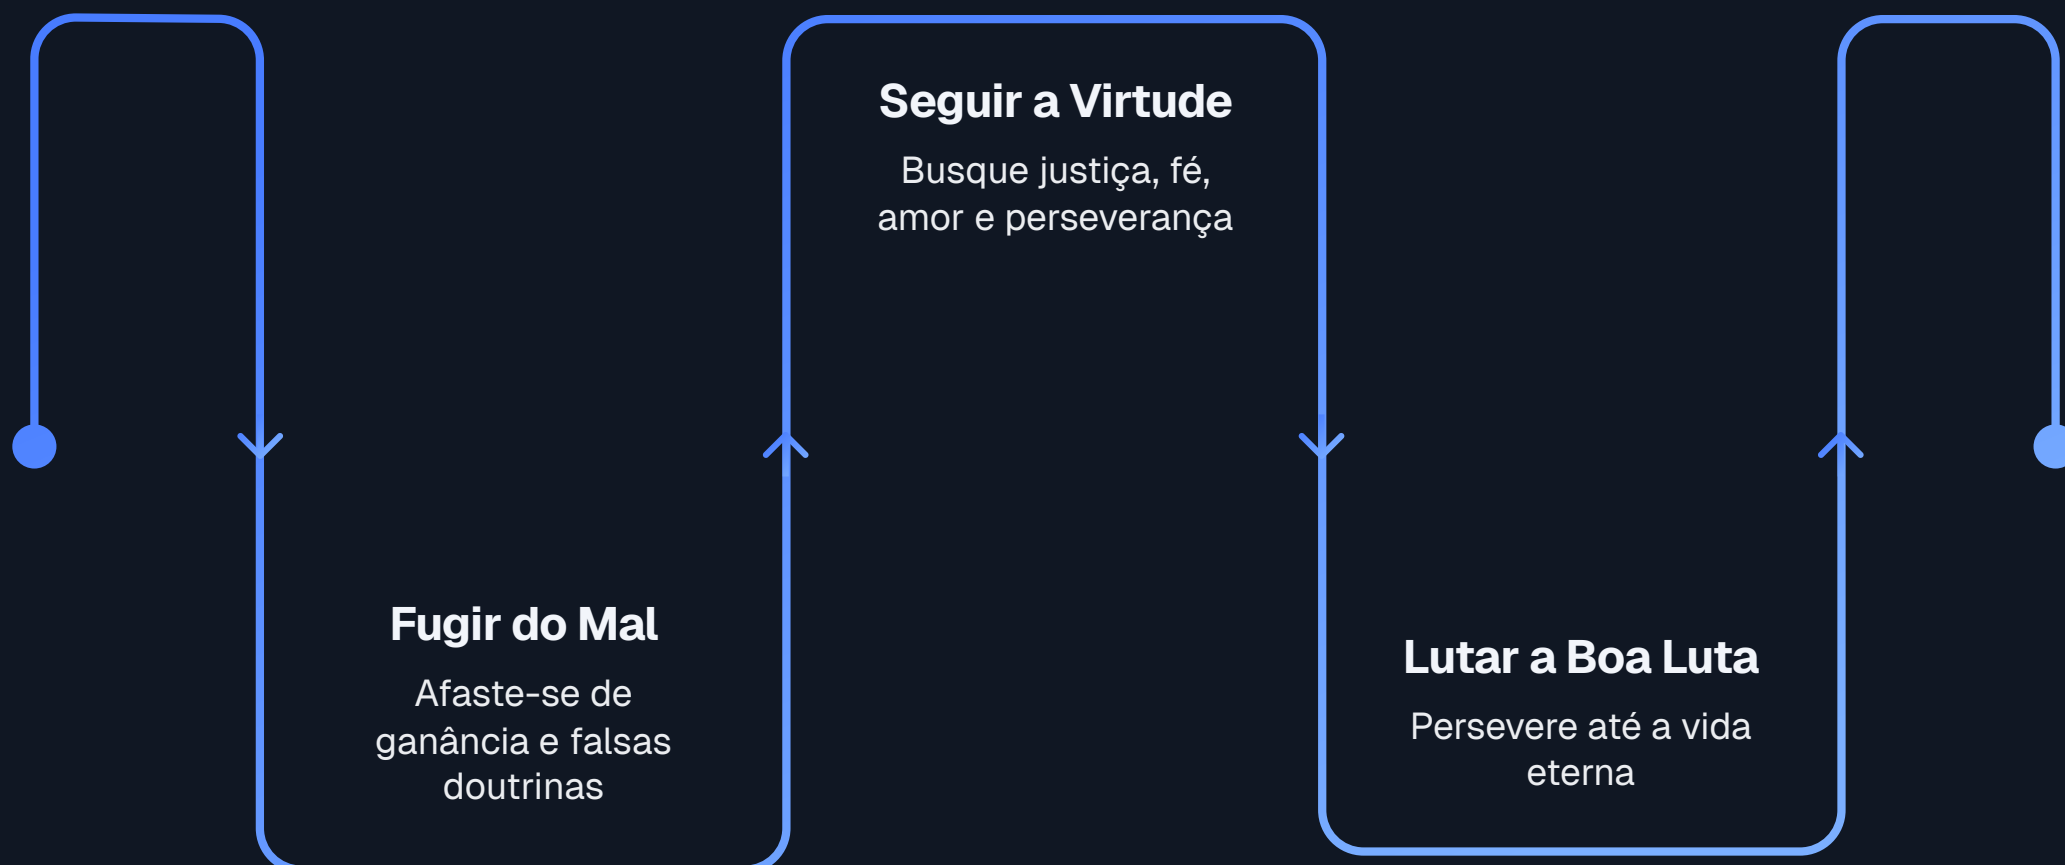 Fugir do Mal
Afaste-se de
ganância e falsas
doutrinas
Seguir a Virtude
Busque justiça, fé,
amor e perseverança
Lutar a Boa Luta
Persevere até a vida
eterna